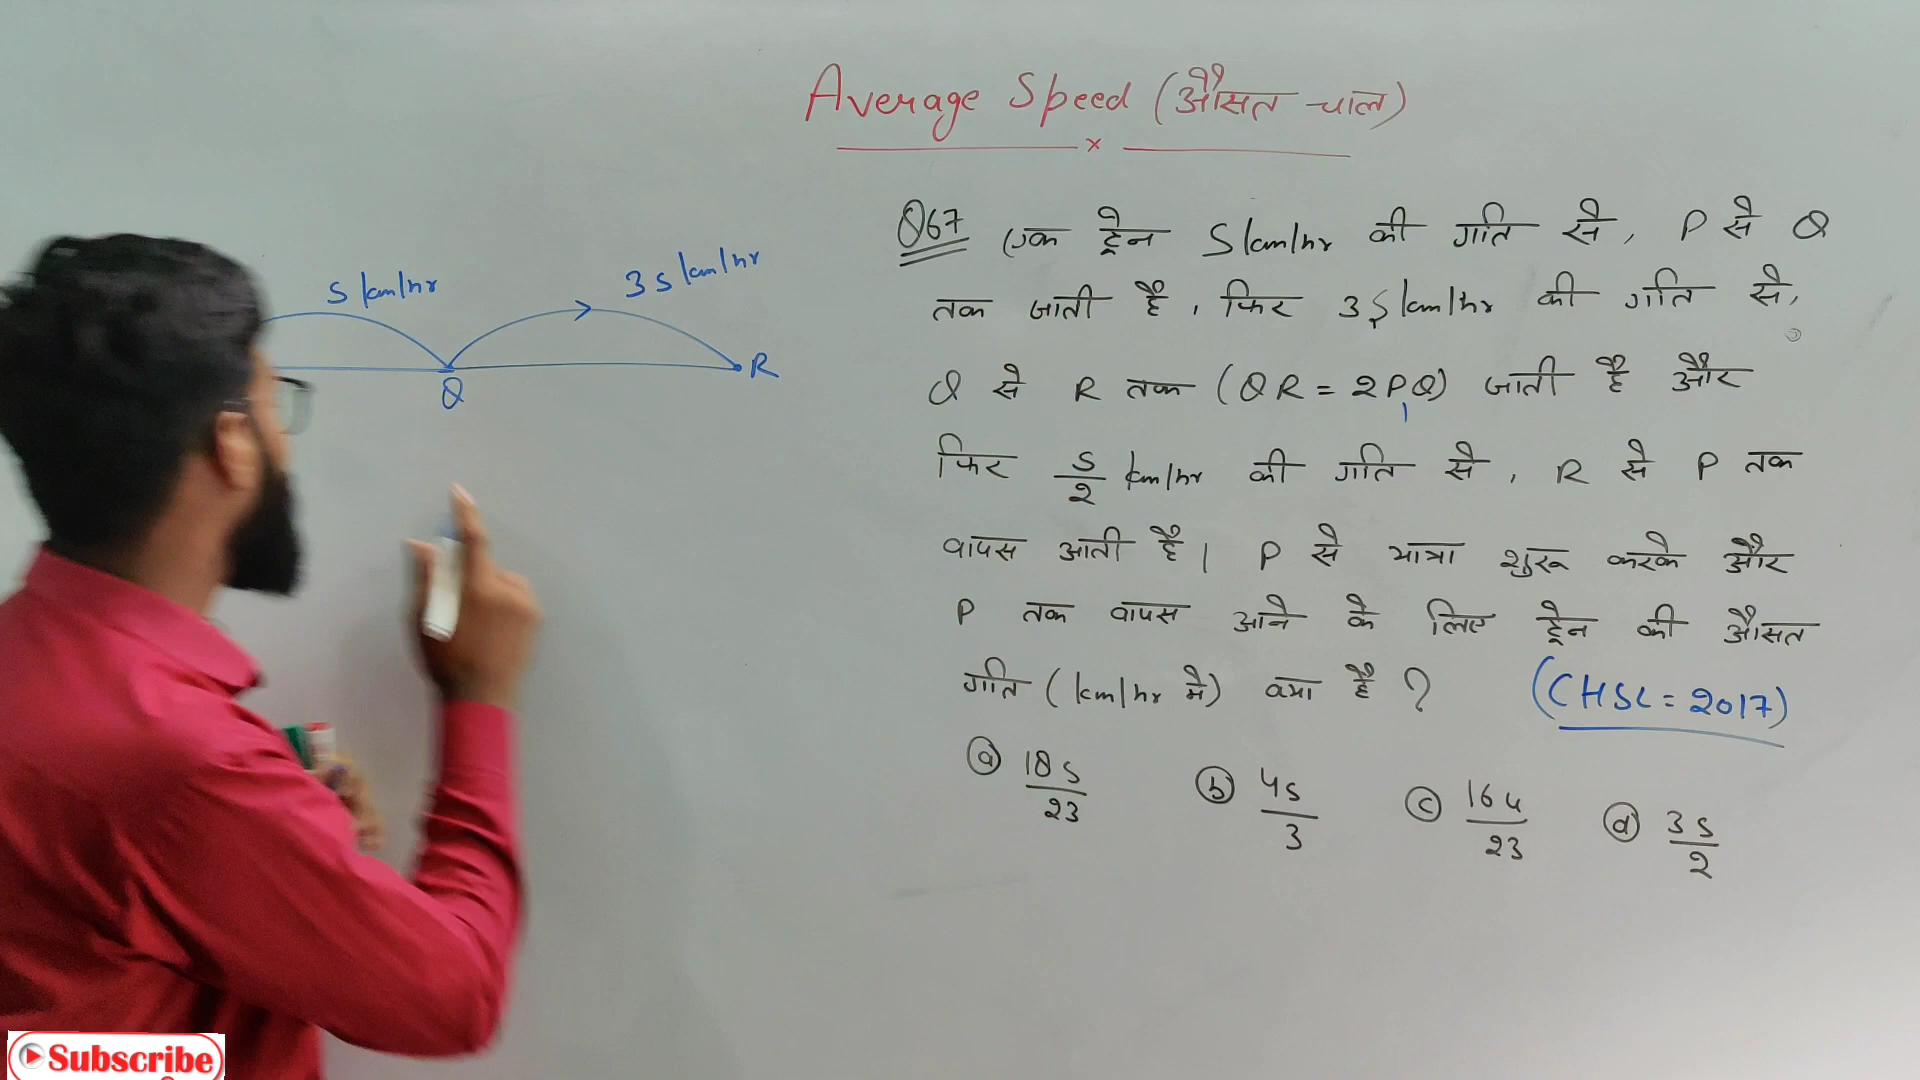 Average Speed (औसत चाल)
×
Q67 एक ट्रेन S km/hr की गति से, P से Q
तक जाती है, फिर 3S km/hr की गति से,
Q से R तक (QR = 2PQ) जाती है और
फिर S/2 km/hr की गति से, R से P तक
वापस आती है। P से यात्रा शुरू करके और
P तक वापस आने के लिए ट्रेन की औसत
गति (km/hr में) क्या है ?
(CHSL = 2017)
(a) 18S/23 (b) 4S/3 (c) 164/23 (d) 3S/2
S km/hr
3S km/hr
Q
R
Subscribe